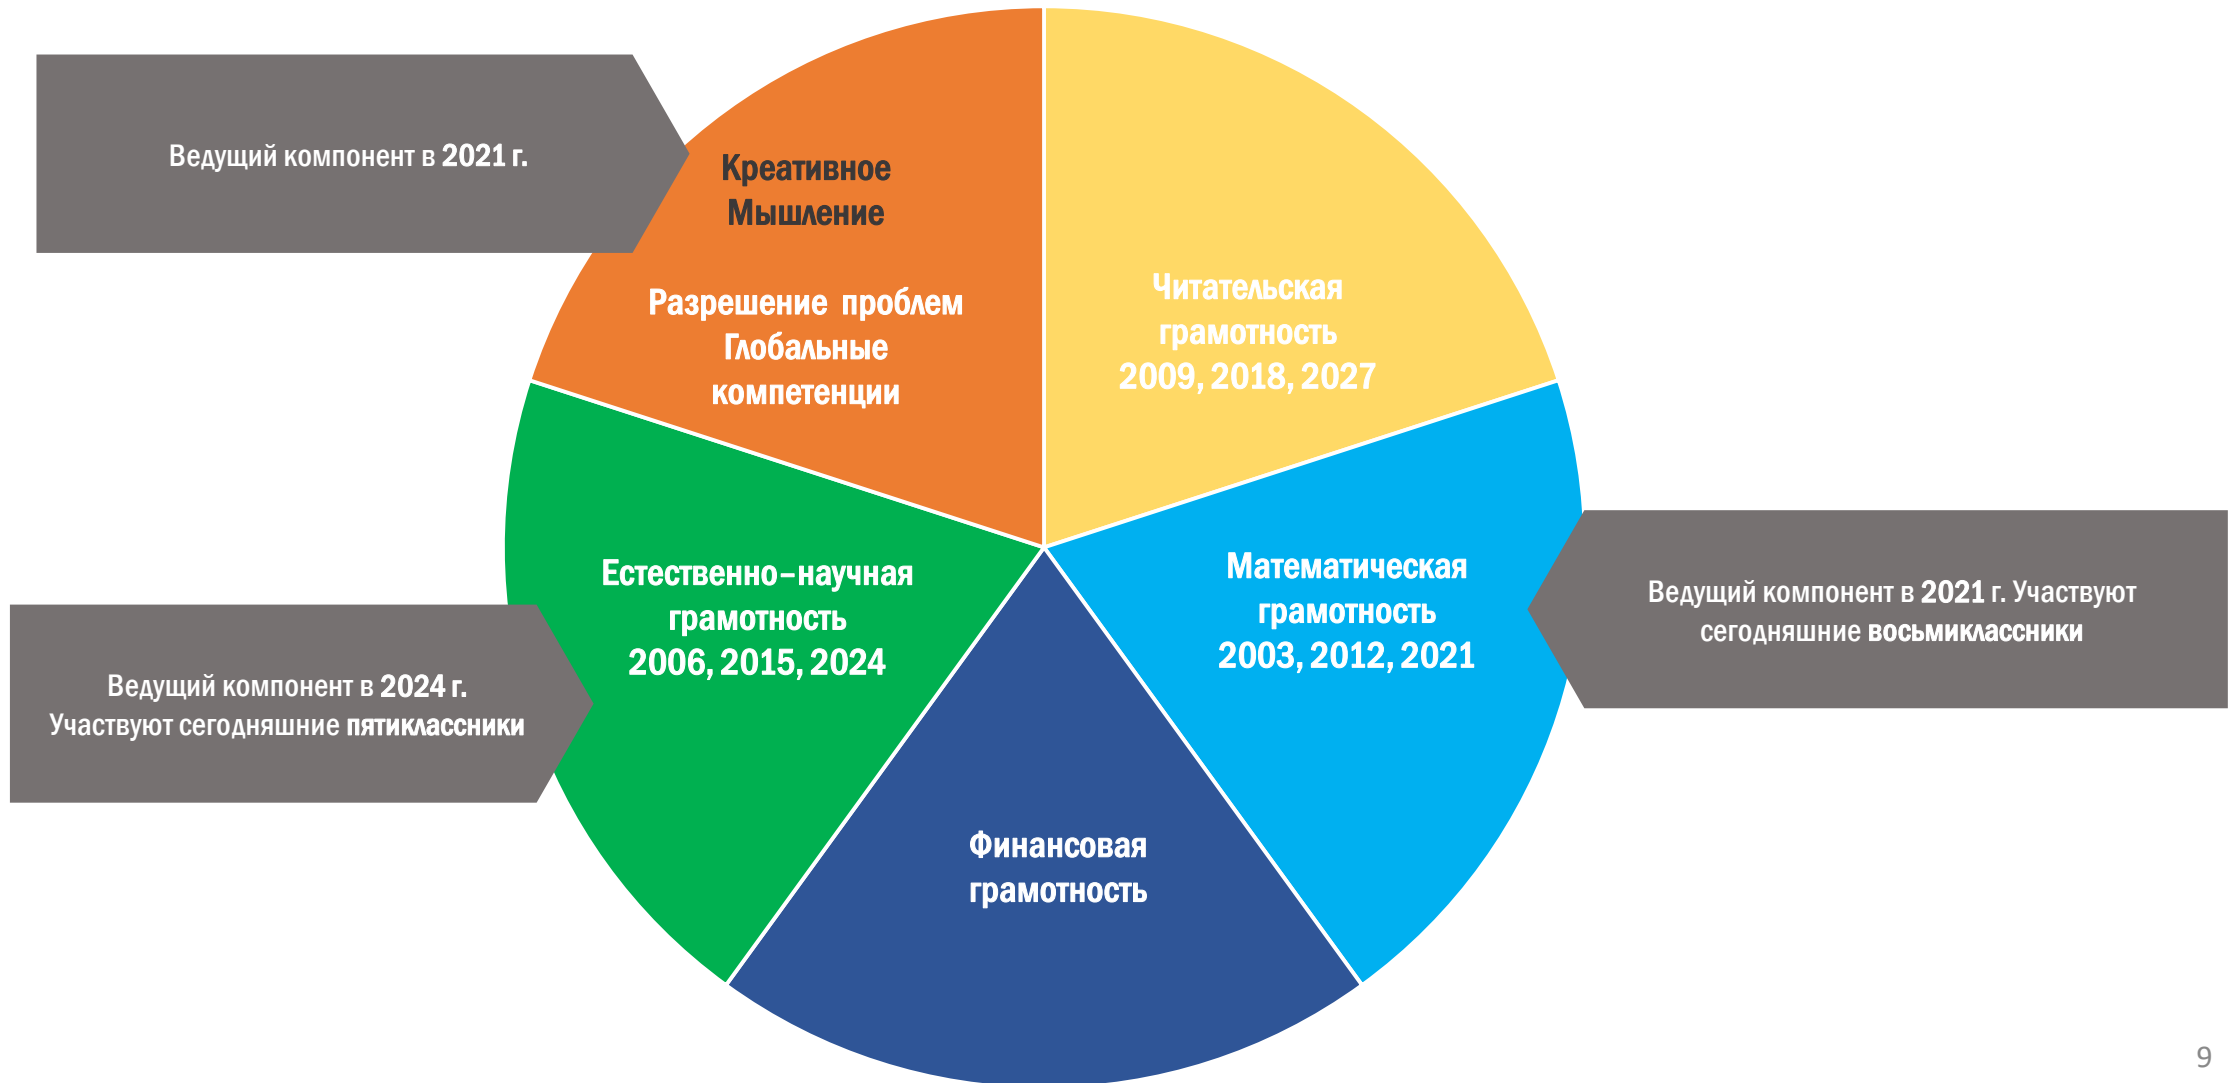 Ведущий компонент в 2021 г.
Креативное
Мышление
Разрешение проблем
Глобальные
компетенции
Читательская
грамотность
2009, 2018, 2027
Естественно-научная
грамотность
2006, 2015, 2024
Математическая
грамотность
2003, 2012, 2021
Ведущий компонент в 2021 г. Участвуют
сегодняшние восьмиклассники
Ведущий компонент в 2024 г.
Участвуют сегодняшние пятиклассники
Финансовая
грамотность
9